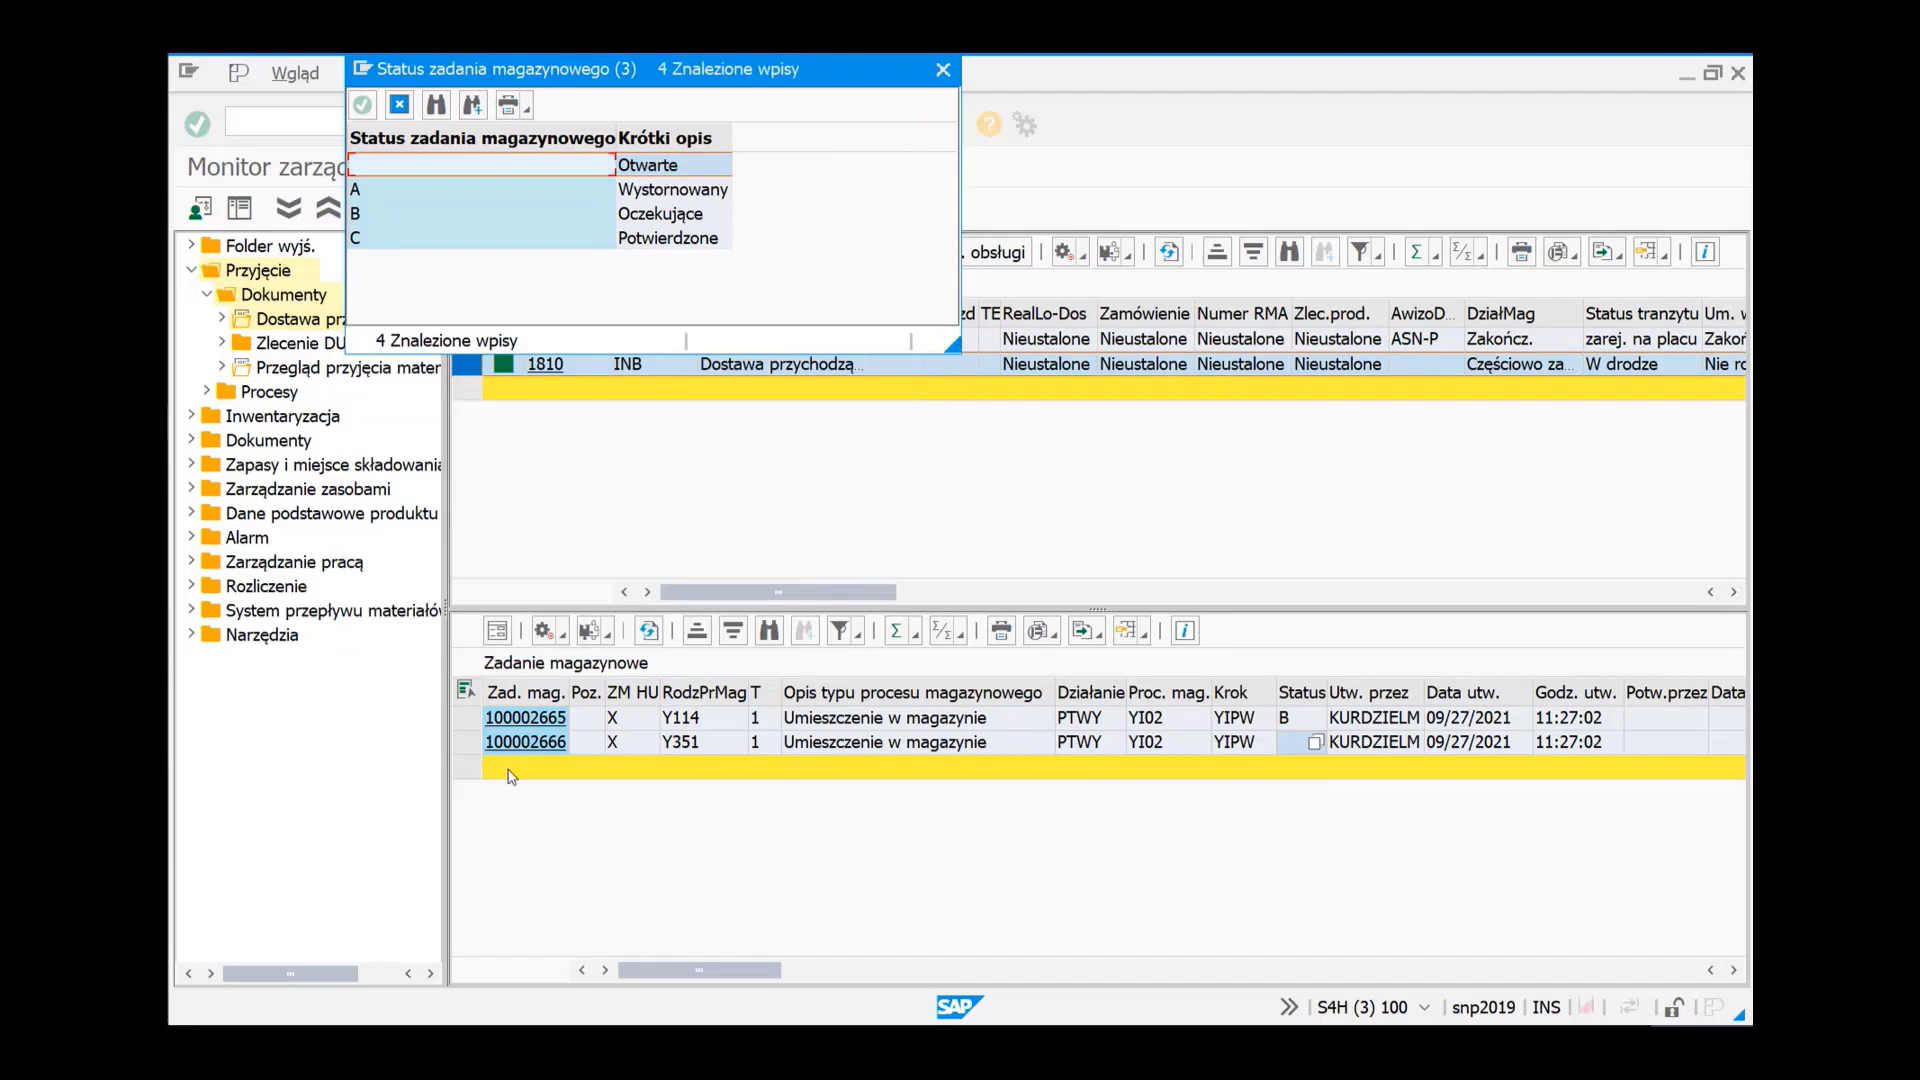 Wgląd
Status zadania magazynowego (3) 4 Znalezione wpisy
Status zadania magazynowego Krótki opis
Otwarte
A Wystornowany
B Oczekujące
C Potwierdzone
4 Znalezione wpisy
Monitor zarząd
Folder wyjś.
Przyjęcie
Dokumenty
Dostawa prz
Zlecenie DU
Przegląd przyjęcia mater
Procesy
Inwentaryzacja
Dokumenty
Zapasy i miejsce składowania
Zarządzanie zasobami
Dane podstawowe produktu
Alarm
Zarządzanie pracą
Rozliczenie
System przepływu materiałów
Narzędzia
. obsługi
zd TE RealLo-Dos Zamówienie Numer RMA Zlec.prod. AwizoD... DziałMag Status tranzytu Um. w
Nieustalone Nieustalone Nieustalone Nieustalone ASN-P Zakończ. zarej. na placu Zakoń
1810 INB Dostawa przychodzą... Nieustalone Nieustalone Nieustalone Nieustalone Częściowo za... W drodze Nie ro
Zadanie magazynowe
Zad. mag. Poz. ZM HU RodzPrMag T Opis typu procesu magazynowego Działanie Proc. mag. Krok Status Utw. przez Data utw. Godz. utw. Potw.przez Data
100002665 X Y114 1 Umieszczenie w magazynie PTWY YI02 YIPW B KURDZIELM 09/27/2021 11:27:02
100002666 X Y351 1 Umieszczenie w magazynie PTWY YI02 YIPW KURDZIELM 09/27/2021 11:27:02
SAP
S4H (3) 100 snp2019 INS